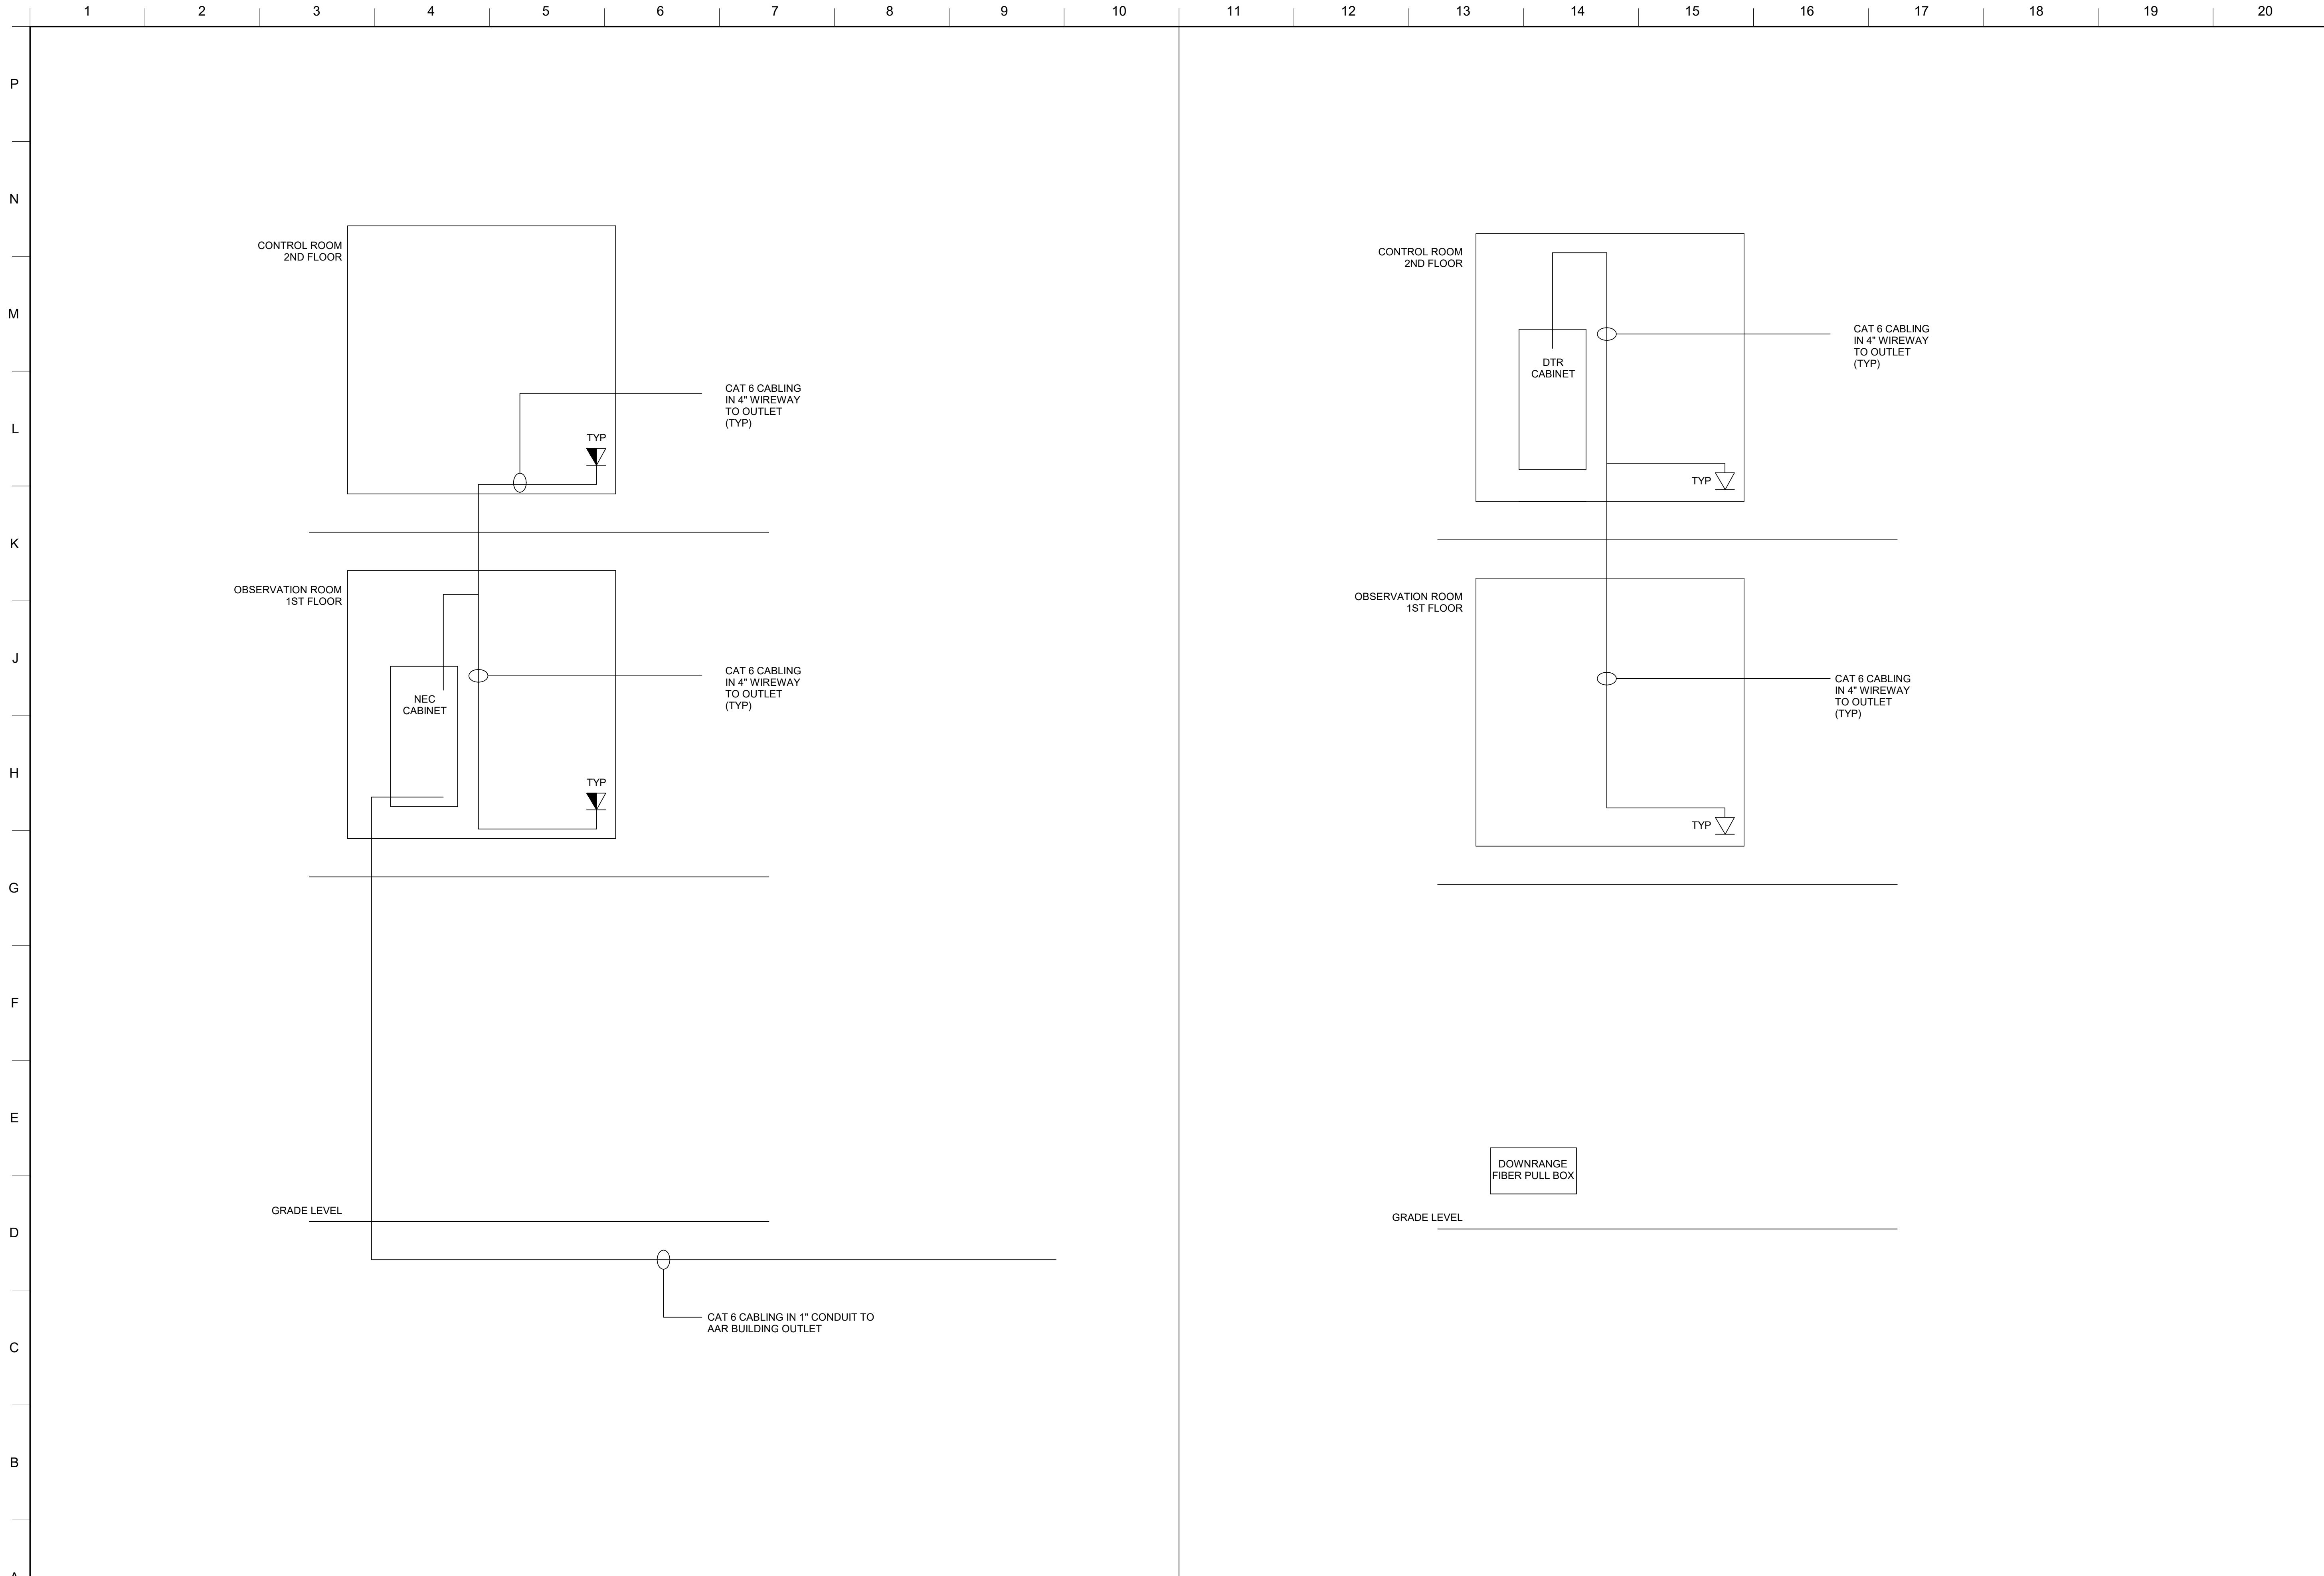 1 2 3 4 5 6 7 8 9 10 11 12 13 14 15 16 17 18 19 20
P
N
M
L
K
J
H
G
F
E
D
C
B
A
CONTROL ROOM
2ND FLOOR
CAT 6 CABLING
IN 4" WIREWAY
TO OUTLET
(TYP)
TYP
OBSERVATION ROOM
1ST FLOOR
NEC
CABINET
CAT 6 CABLING
IN 4" WIREWAY
TO OUTLET
(TYP)
TYP
GRADE LEVEL
CAT 6 CABLING IN 1" CONDUIT TO
AAR BUILDING OUTLET
CONTROL ROOM
2ND FLOOR
DTR
CABINET
CAT 6 CABLING
IN 4" WIREWAY
TO OUTLET
(TYP)
TYP
OBSERVATION ROOM
1ST FLOOR
CAT 6 CABLING
IN 4" WIREWAY
TO OUTLET
(TYP)
TYP
DOWNRANGE
FIBER PULL BOX
GRADE LEVEL